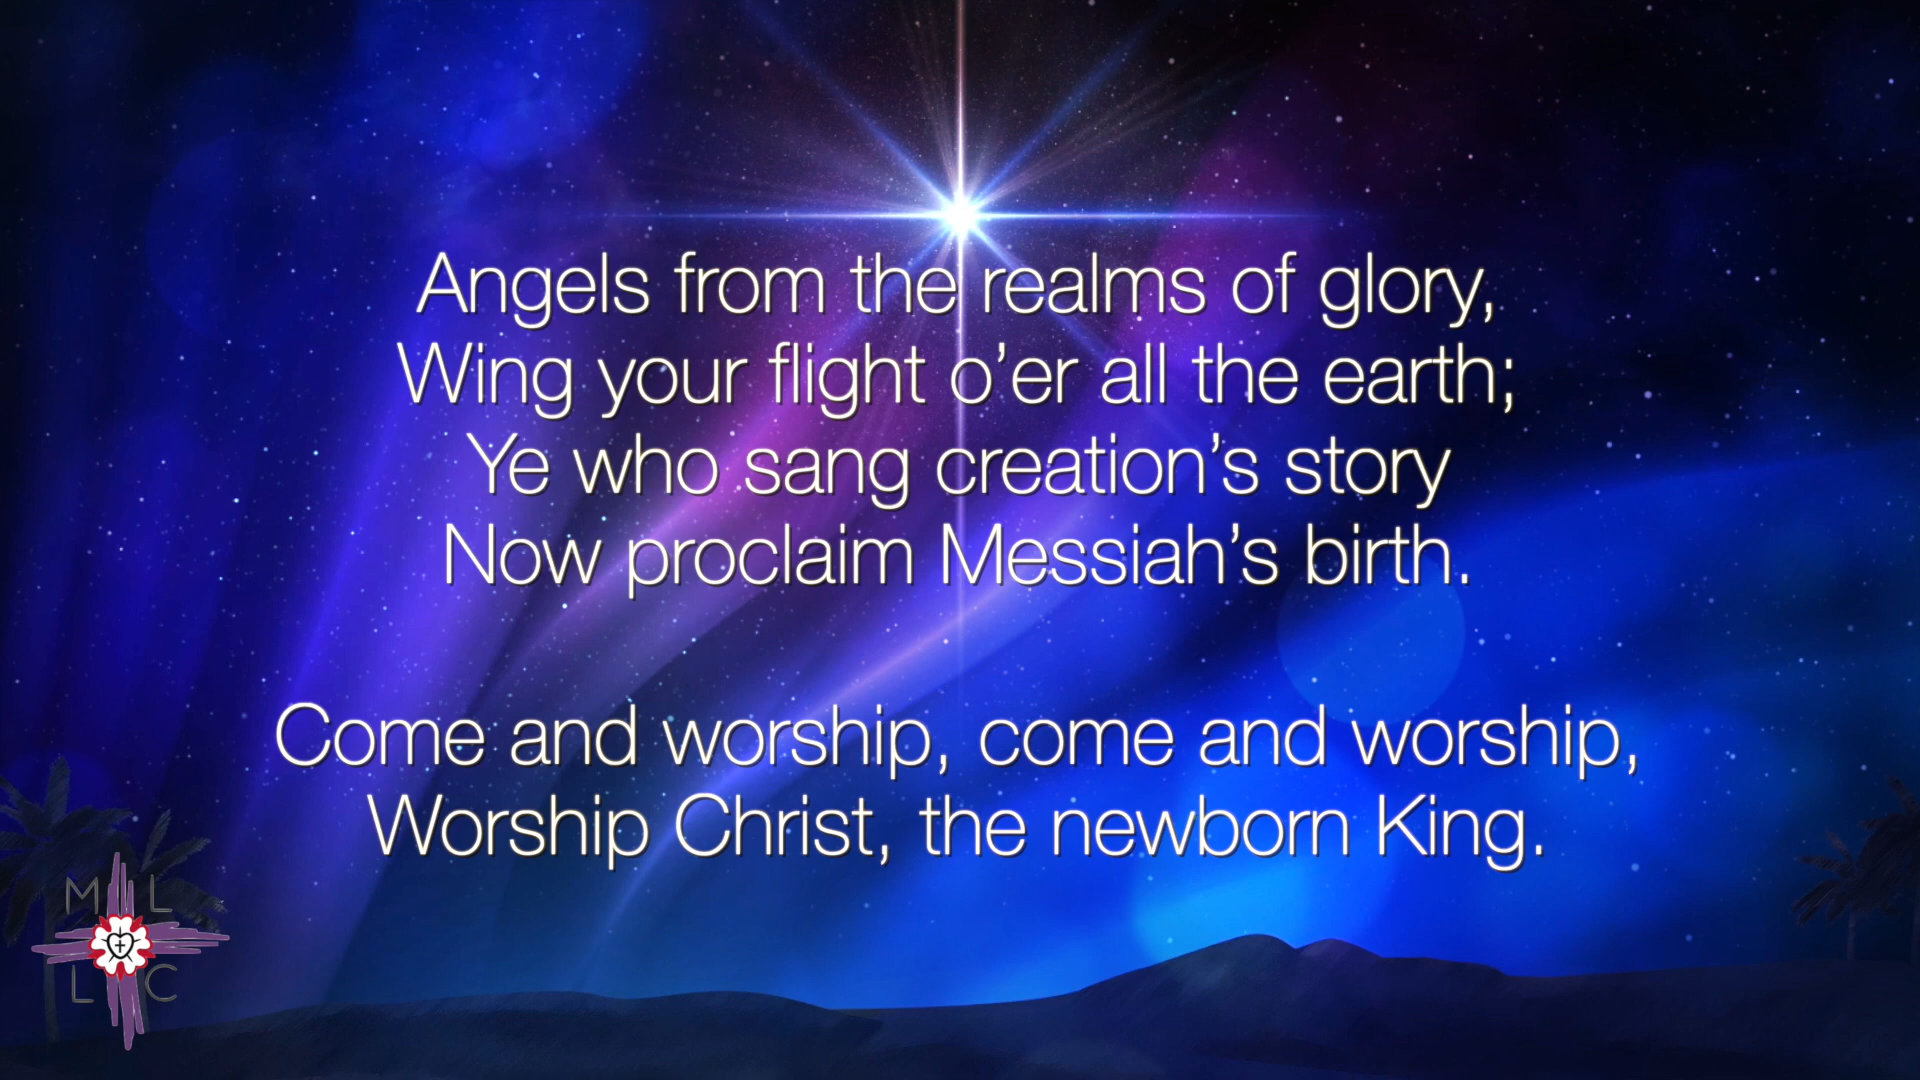 Angels from the realms of glory,
Wing your flight o’er all the earth;
Ye who sang creation’s story
Now proclaim Messiah’s birth.
Come and worship, come and worship,
Worship Christ, the newborn King.
M L
L C